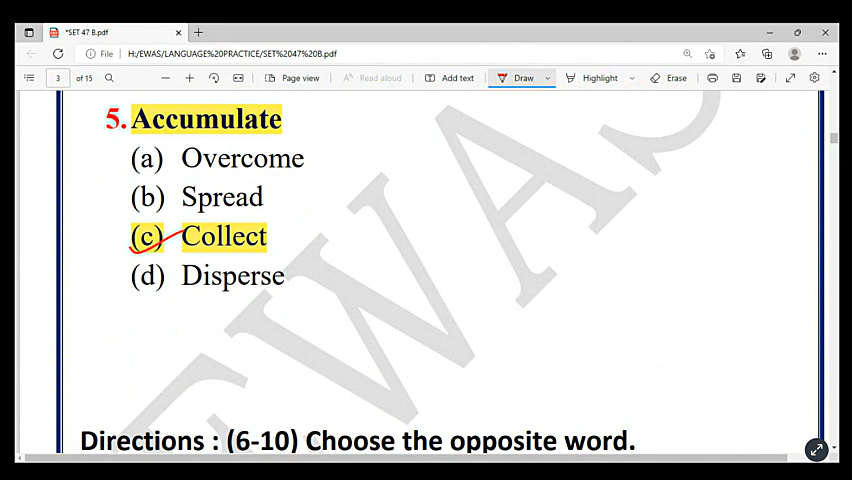 *SET 47 B.pdf
File
H:/EWAS/LANGUAGE%20PRACTICE/SET%2047%20B.pdf
3
of 15
Page view
Read aloud
Add text
Draw
Highlight
Erase
5. Accumulate
(a) Overcome
(b) Spread
(c) Collect
(d) Disperse
EWAS
Directions : (6-10) Choose the opposite word.